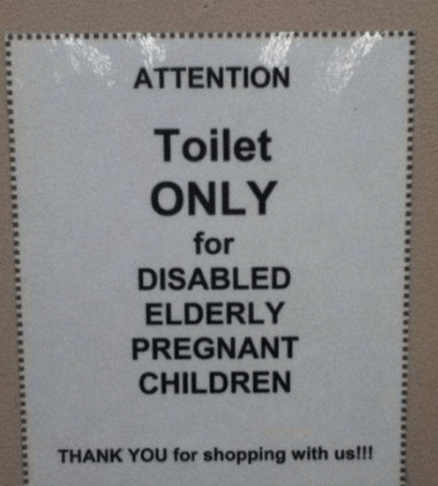 ATTENTION
Toilet
ONLY
for
DISABLED
ELDERLY
PREGNANT
CHILDREN
THANK YOU for shopping with us!!!